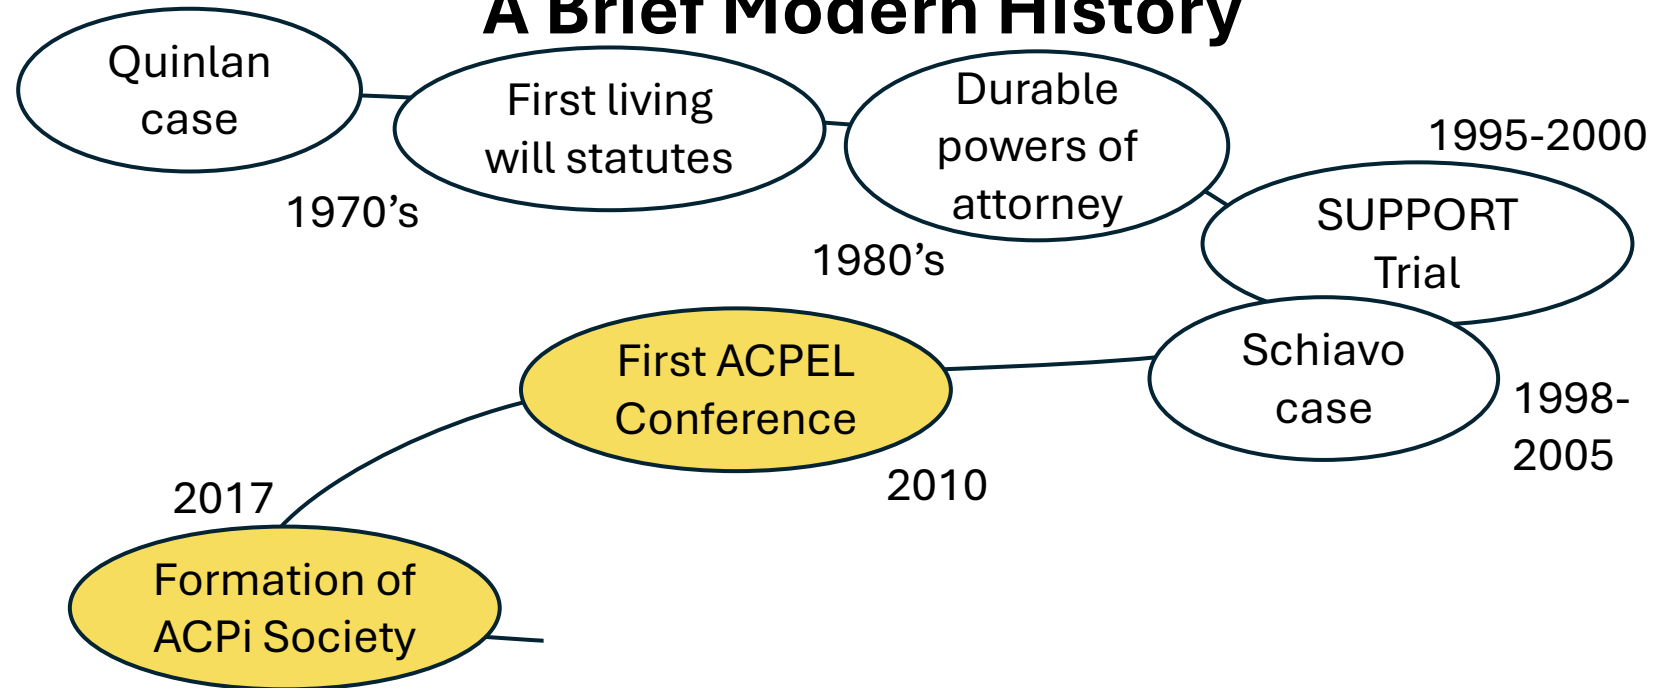 A Brief Modern History
Quinlan
case
First living
will statutes
1970’s
Durable
powers of
attorney
1980’s
1995-2000
SUPPORT
Trial
Schiavo
case
1998-
2005
First ACPEL
Conference
2010
2017
Formation of
ACPi Society